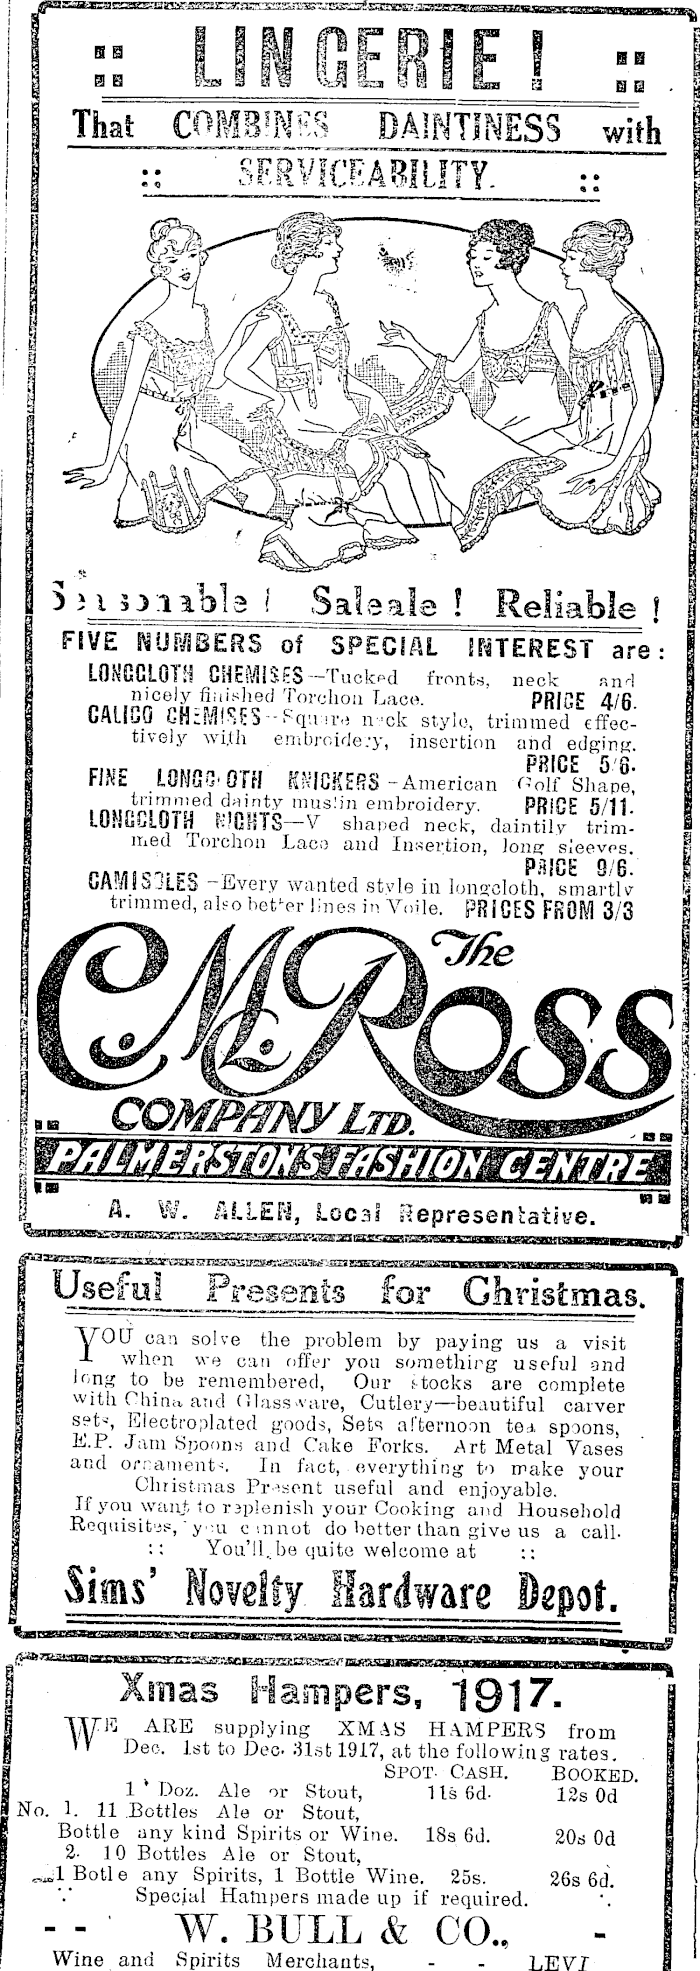 :: LINGERIE! ::
That COMBINES DAINTINESS with
:: SERVICEABILITY. ::
Seasonable! Saleale! Reliable!
FIVE NUMBERS of SPECIAL INTEREST are:
LONGCLOTH CHEMISES—Tucked fronts, neck and
nicely finished Torchon Lace. PRICE 4/6.
CALICO CHEMISES—Square neck style, trimmed effec-
tively with embroidery, insertion and edging.
PRICE 5/6.
FINE LONGCLOTH KNICKERS—American Golf Shape,
trimmed dainty muslin embroidery. PRICE 5/11.
LONGCLOTH NIGHTS—V shaped neck, daintily trim-
med Torchon Lace and Insertion, long sleeves.
PRICE 9/6.
CAMISOLES—Every wanted style in longcloth, smartly
trimmed, also better lines in Voile. PRICES FROM 3/3
The
C. M. Ross
COMPANY LTD.
PALMERSTON'S FASHION CENTRE
A. W. ALLEN, Local Representative.
Useful Presents for Christmas.
YOU can solve the problem by paying us a visit
when we can offer you something useful and
long to be remembered, Our stocks are complete
with China and Glassware, Cutlery—beautiful carver
sets, Electroplated goods, Sets afternoon tea spoons,
E.P. Jam Spoons and Cake Forks. Art Metal Vases
and ornaments. In fact, everything to make your
Christmas Present useful and enjoyable.
If you want to replenish your Cooking and Household
Requisites, you cannot do better than give us a call.
:: You'll be quite welcome at ::
Sims' Novelty Hardware Depot.
Xmas Hampers, 1917.
WE ARE supplying XMAS HAMPERS from
Dec. 1st to Dec. 31st 1917, at the following rates.
SPOT CASH. BOOKED.
1 Doz. Ale or Stout, 11s 6d. 12s 0d
No. 1. 11 Bottles Ale or Stout,
Bottle any kind Spirits or Wine. 18s 6d. 20s 0d
2. 10 Bottles Ale or Stout,
1 Botle any Spirits, 1 Bottle Wine. 25s. 26s 6d.
Special Hampers made up if required.
- - W. BULL & CO., -
Wine and Spirits Merchants, - - LEVI